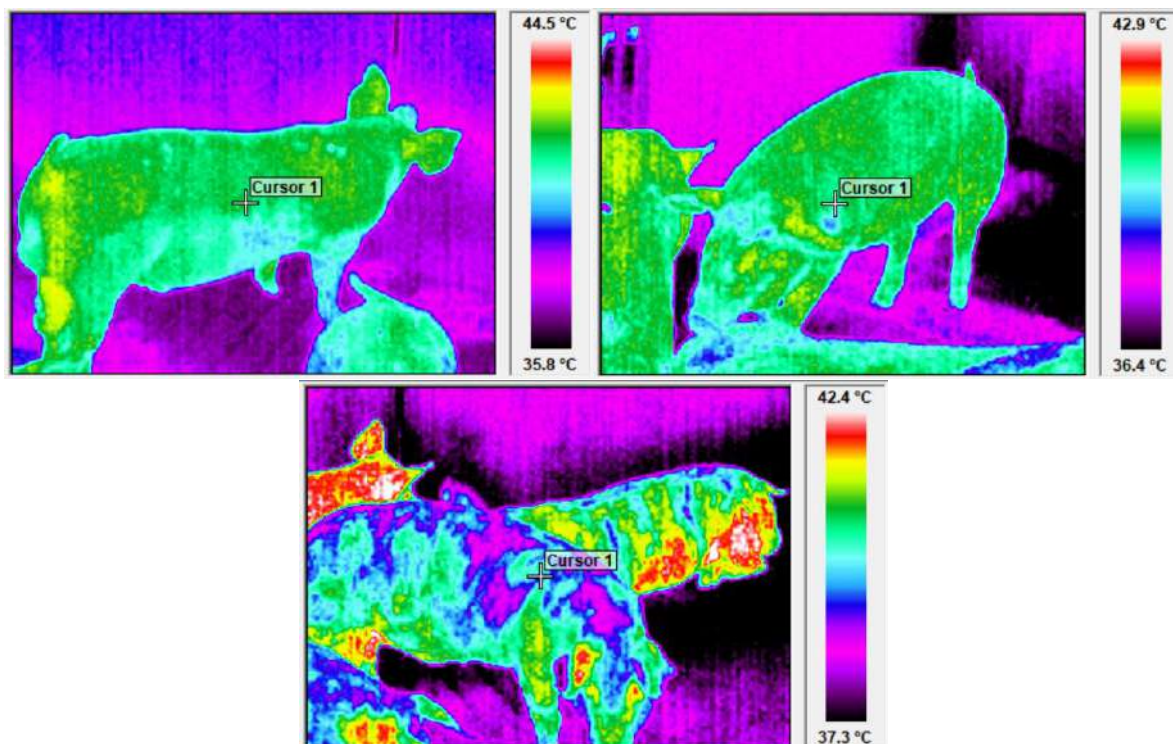 44.5 °C
Cursor 1
35.8 °C
42.9 °C
Cursor 1
36.4 °C
42.4 °C
Cursor 1
37.3 °C